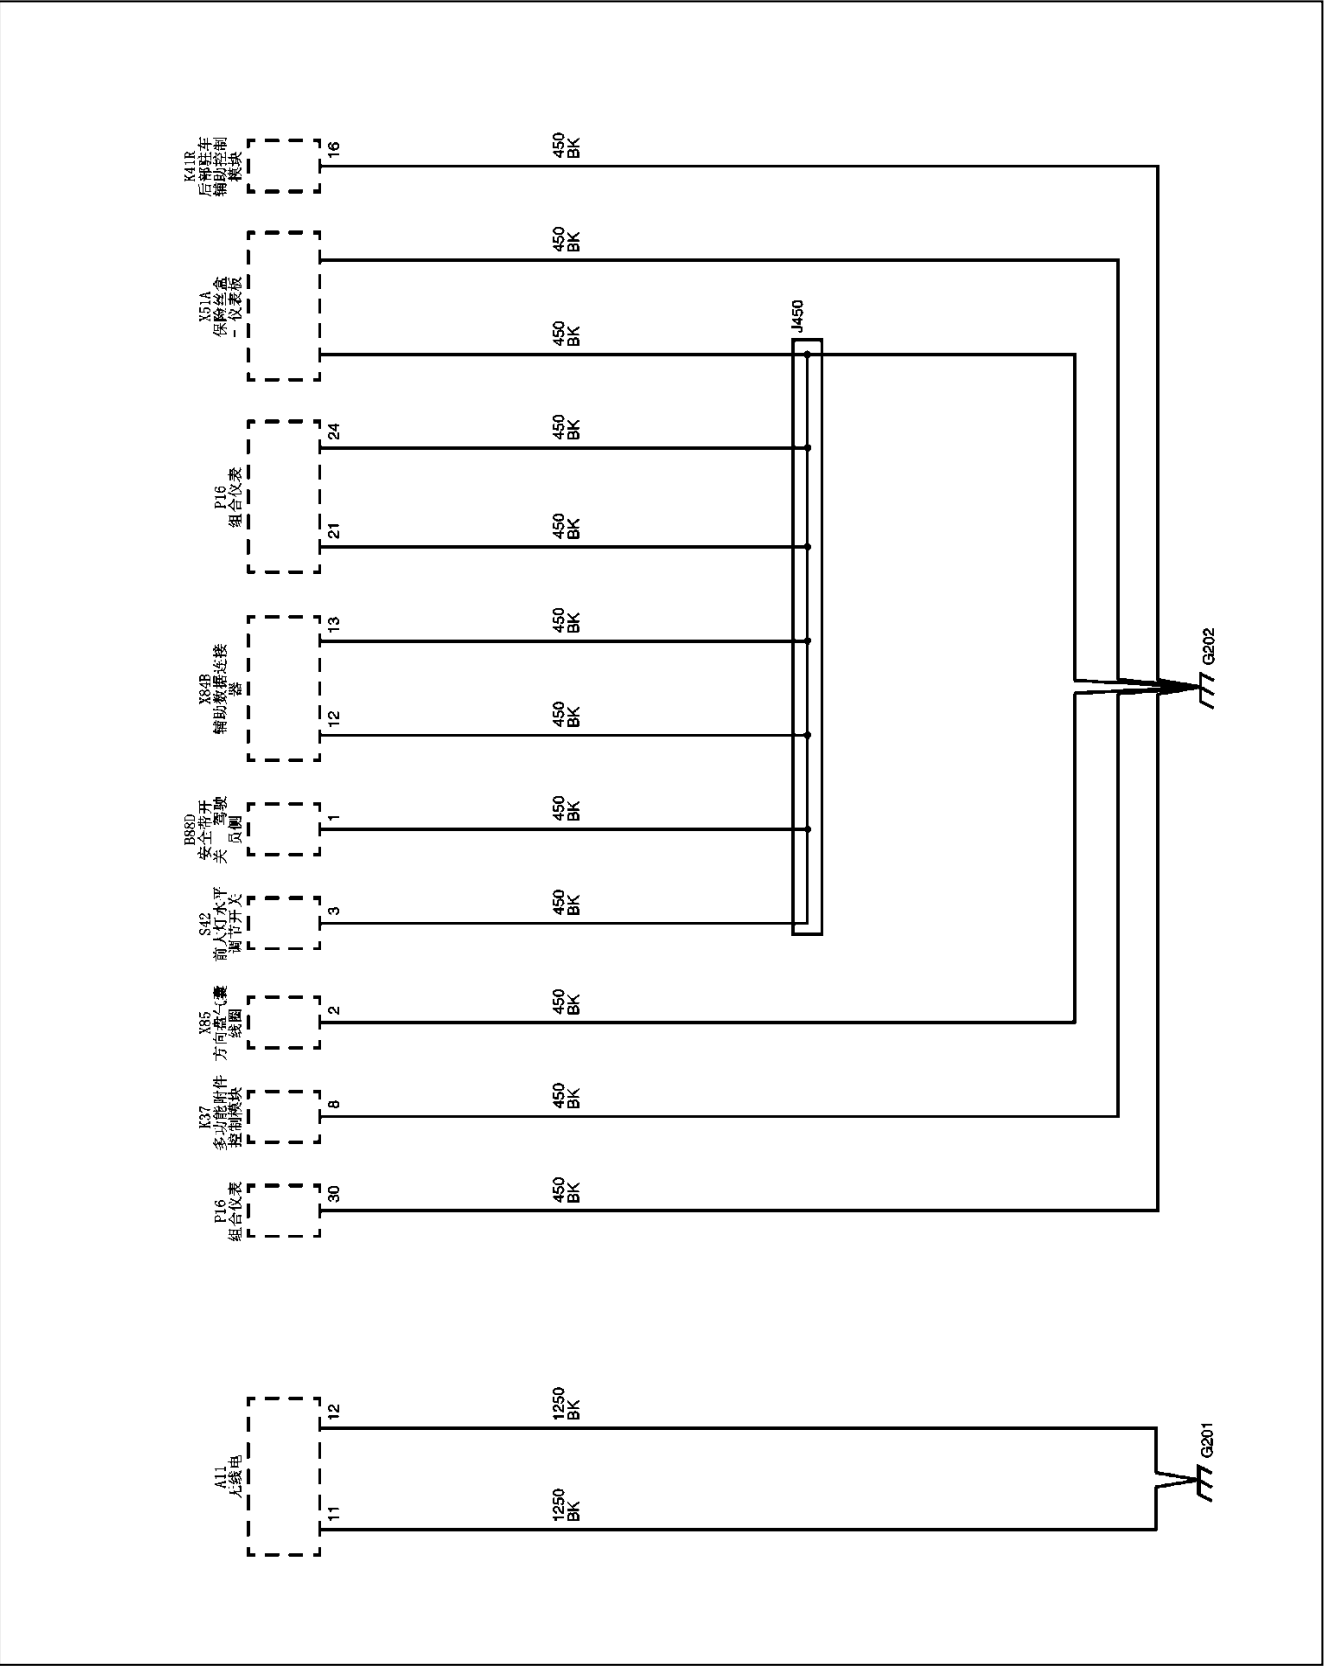 A11
无线电
11
12
1250
BK
1250
BK
G201
P16
组合仪表
30
450
BK
K37
多功能附件
控制模块
8
450
BK
X85
方向盘气囊
线圈
2
450
BK
S42
前大灯水平
调节开关
3
450
BK
B88D
安全带开
关 驾驶
员侧
1
450
BK
X84B
辅助数据连接
器
12
13
450
BK
450
BK
P16
组合仪表
21
24
450
BK
450
BK
X51A
保险丝盒
- 仪表板
450
BK
450
BK
K41R
后部驻车
辅助控制
模块
16
450
BK
J450
G202